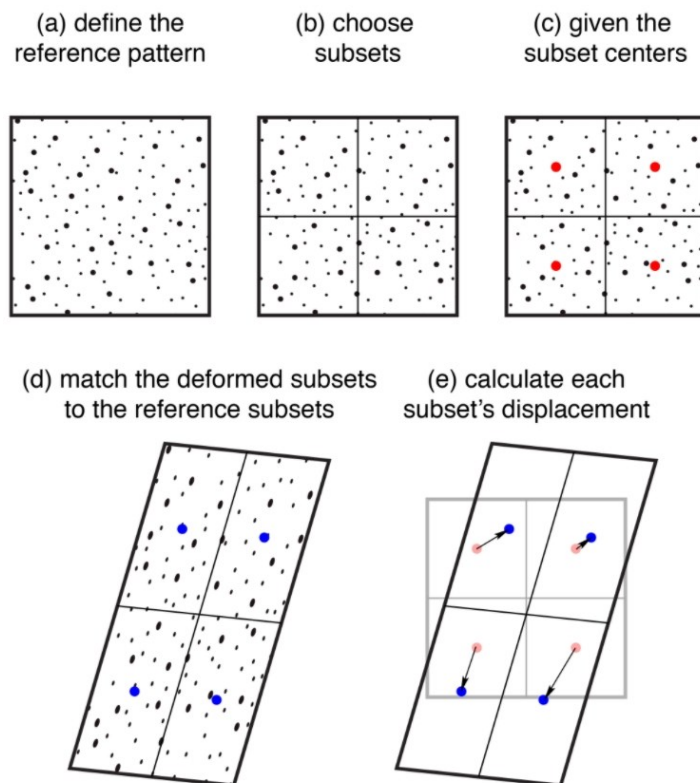 (a) define the
reference pattern
(b) choose
subsets
(c) given the
subset centers
(d) match the deformed subsets
to the reference subsets
(e) calculate each
subset's displacement